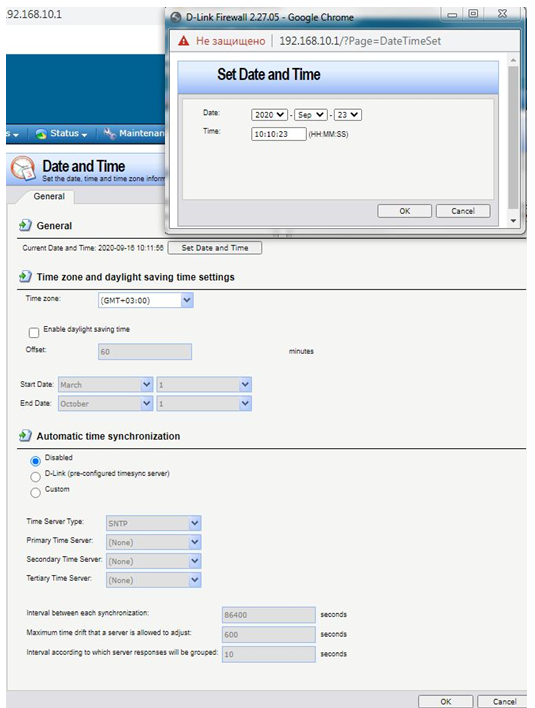 92.168.10.1
D-Link Firewall 2.27.05 - Google Chrome
Не защищено 192.168.10.1/?Page=DateTimeSet
Set Date and Time
Date: 2020 - Sep - 23
Time: 10:10:23 (HH:MM:SS)
OK Cancel
s Status Maintenan
Date and Time
Set the date, time and time zone inform
General
General
Current Date and Time: 2020-09-16 10:11:56 Set Date and Time
Time zone and daylight saving time settings
Time zone: (GMT+03:00)
Enable daylight saving time
Offset: 60 minutes
Start Date: March 1
End Date: October 1
Automatic time synchronization
Disabled
D-Link (pre-configured timesync server)
Custom
Time Server Type: SNTP
Primary Time Server: (None)
Secondary Time Server: (None)
Tertiary Time Server: (None)
Interval between each synchronization: 86400 seconds
Maximum time drift that a server is allowed to adjust: 600 seconds
Interval according to which server responses will be grouped: 10 seconds
OK Cancel